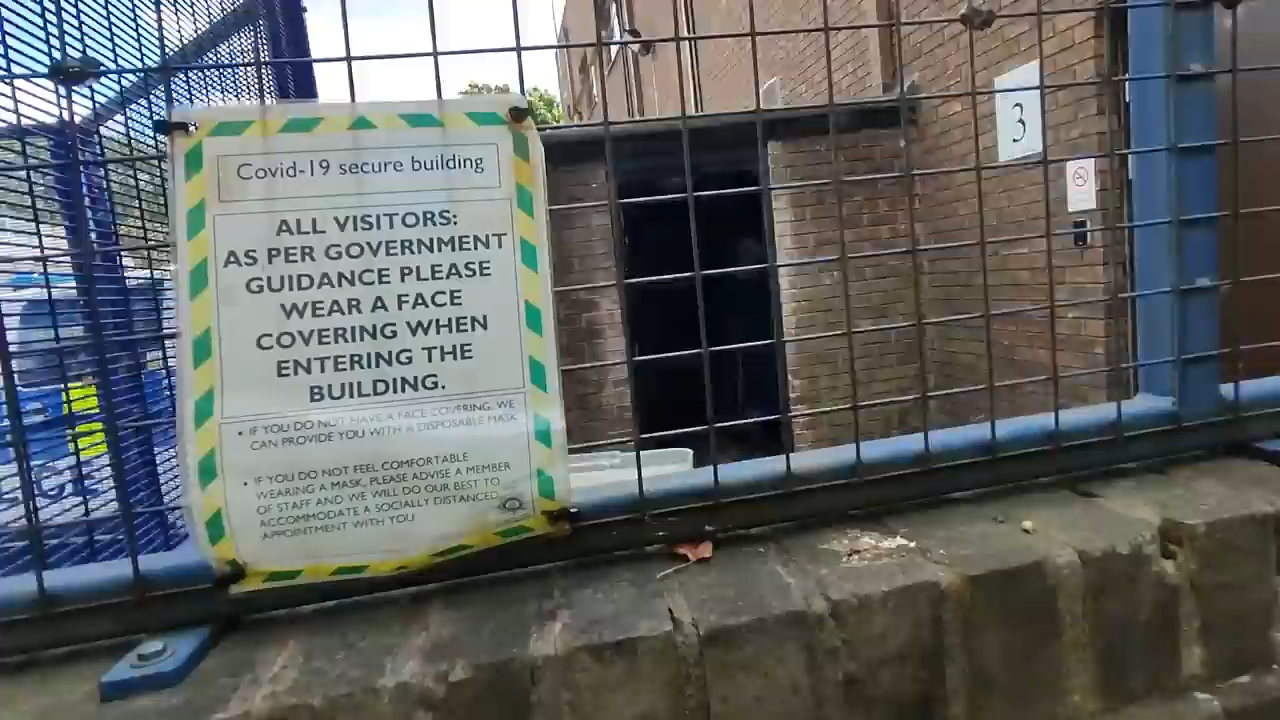 Covid-19 secure building
ALL VISITORS:
AS PER GOVERNMENT
GUIDANCE PLEASE
WEAR A FACE
COVERING WHEN
ENTERING THE
BUILDING.
• IF YOU DO NOT HAVE A FACE COVERING, WE
CAN PROVIDE YOU WITH A DISPOSABLE MASK
• IF YOU DO NOT FEEL COMFORTABLE
WEARING A MASK, PLEASE ADVISE A MEMBER
OF STAFF AND WE WILL DO OUR BEST TO
ACCOMMODATE A SOCIALLY DISTANCED
APPOINTMENT WITH YOU
3